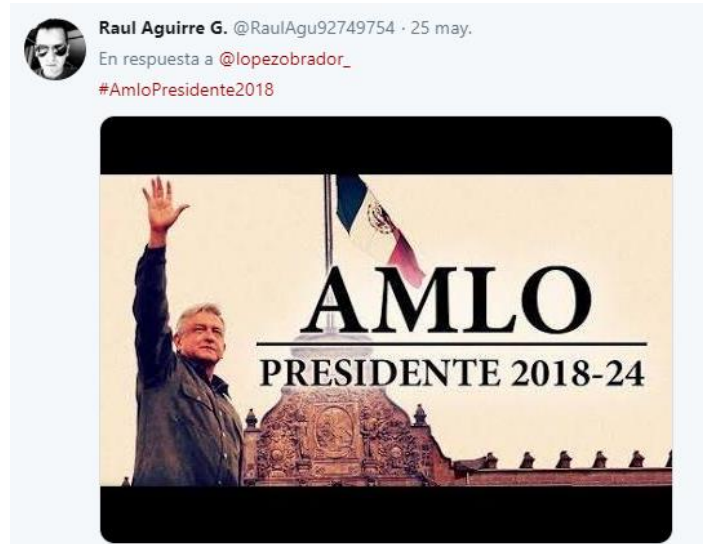 Raul Aguirre G. @RaulAgu92749754 · 25 may.
En respuesta a @lopezobrador_
#AmloPresidente2018
AMLO
PRESIDENTE 2018-24